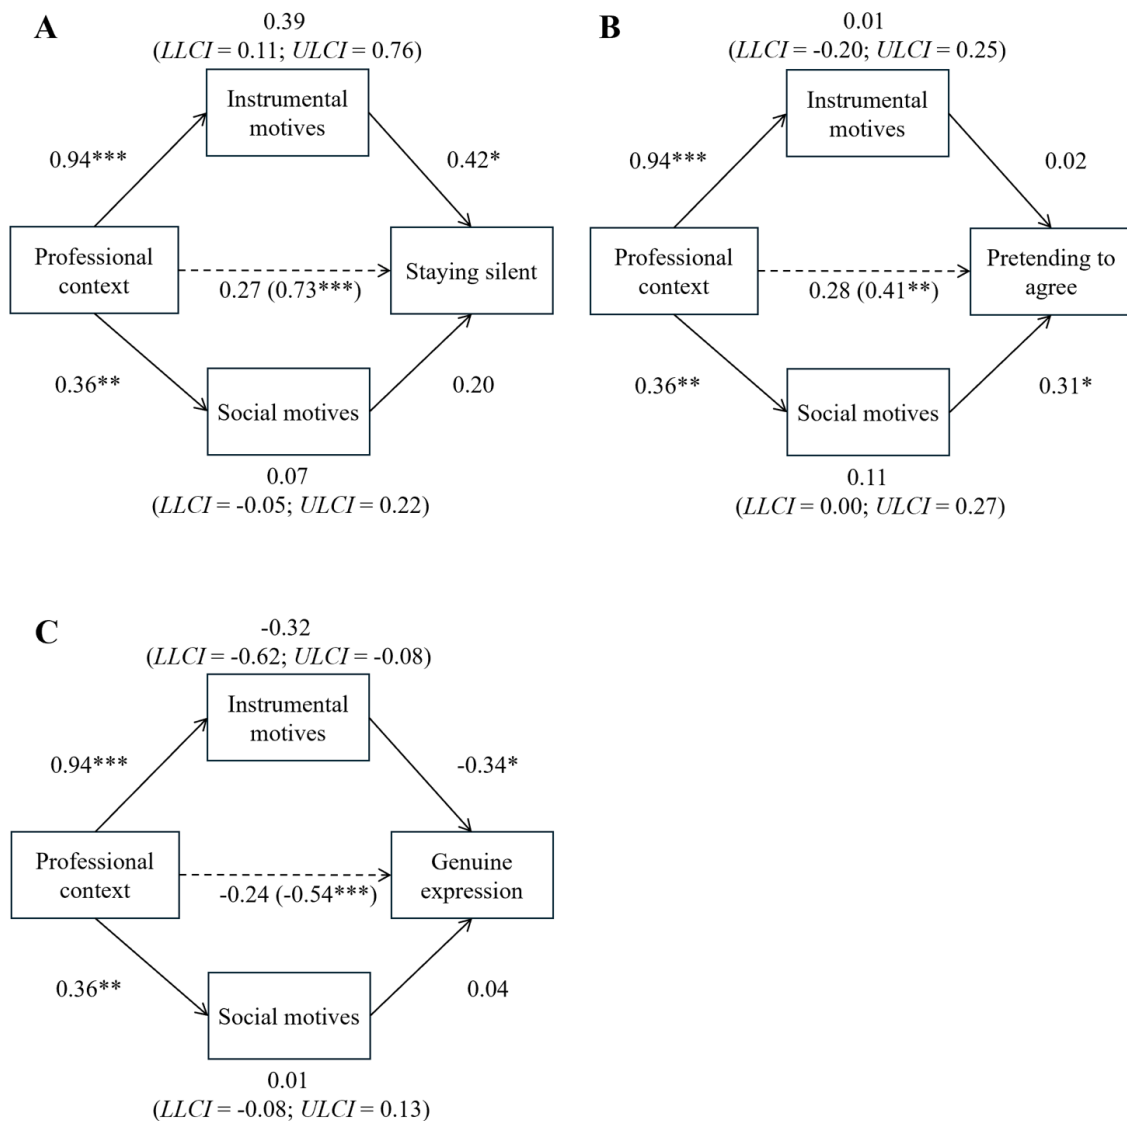 A
0.39
(LLCI = 0.11; ULCI = 0.76)
Instrumental
motives
0.94***
0.42*
Professional
context
0.27 (0.73***)
Staying silent
0.36**
0.20
Social motives
0.07
(LLCI = -0.05; ULCI = 0.22)
B
0.01
(LLCI = -0.20; ULCI = 0.25)
Instrumental
motives
0.94***
0.02
Professional
context
0.28 (0.41**)
Pretending to
agree
0.36**
0.31*
Social motives
0.11
(LLCI = 0.00; ULCI = 0.27)
C
-0.32
(LLCI = -0.62; ULCI = -0.08)
Instrumental
motives
0.94***
-0.34*
Professional
context
-0.24 (-0.54***)
Genuine
expression
0.36**
0.04
Social motives
0.01
(LLCI = -0.08; ULCI = 0.13)